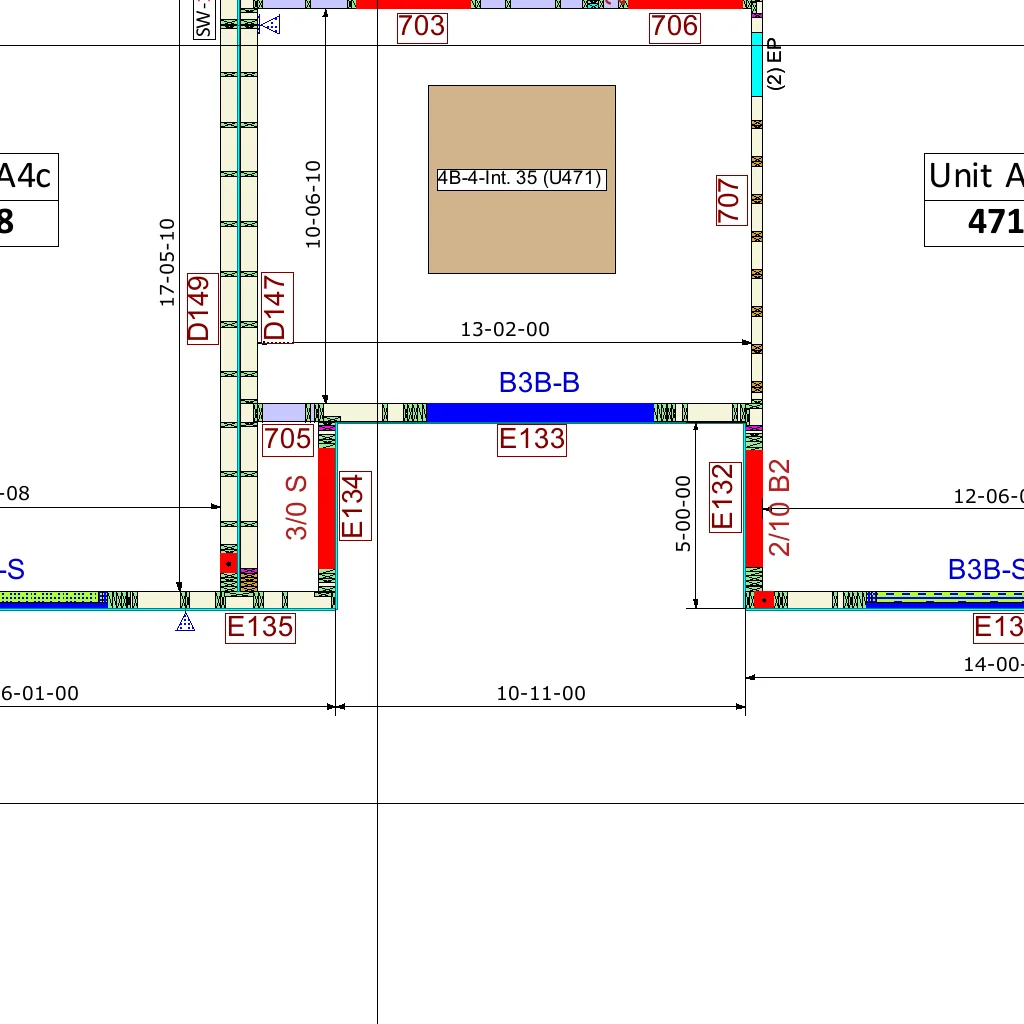 SW-
703
706
(2) EP
4B-4-Int. 35 (U471)
A4c
8
Unit A
471
707
10-06-10
17-05-10
D149
D147
13-02-00
B3B-B
705
E133
3/0 S
E134
5-00-00
E132
2/10 B2
-08
12-06-0
-S
B3B-S
E135
E13
14-00-
6-01-00
10-11-00